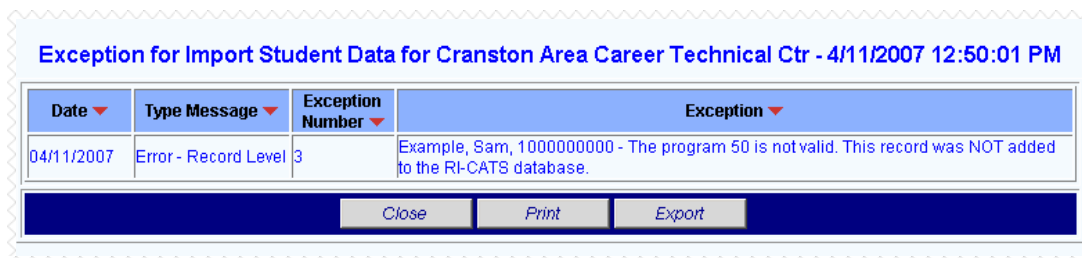 Exception for Import Student Data for Cranston Area Career Technical Ctr - 4/11/2007 12:50:01 PM
Date Type Message Exception Number Exception
04/11/2007 Error - Record Level 3 Example, Sam, 1000000000 - The program 50 is not valid. This record was NOT added
to the RI-CATS database.
Close Print Export